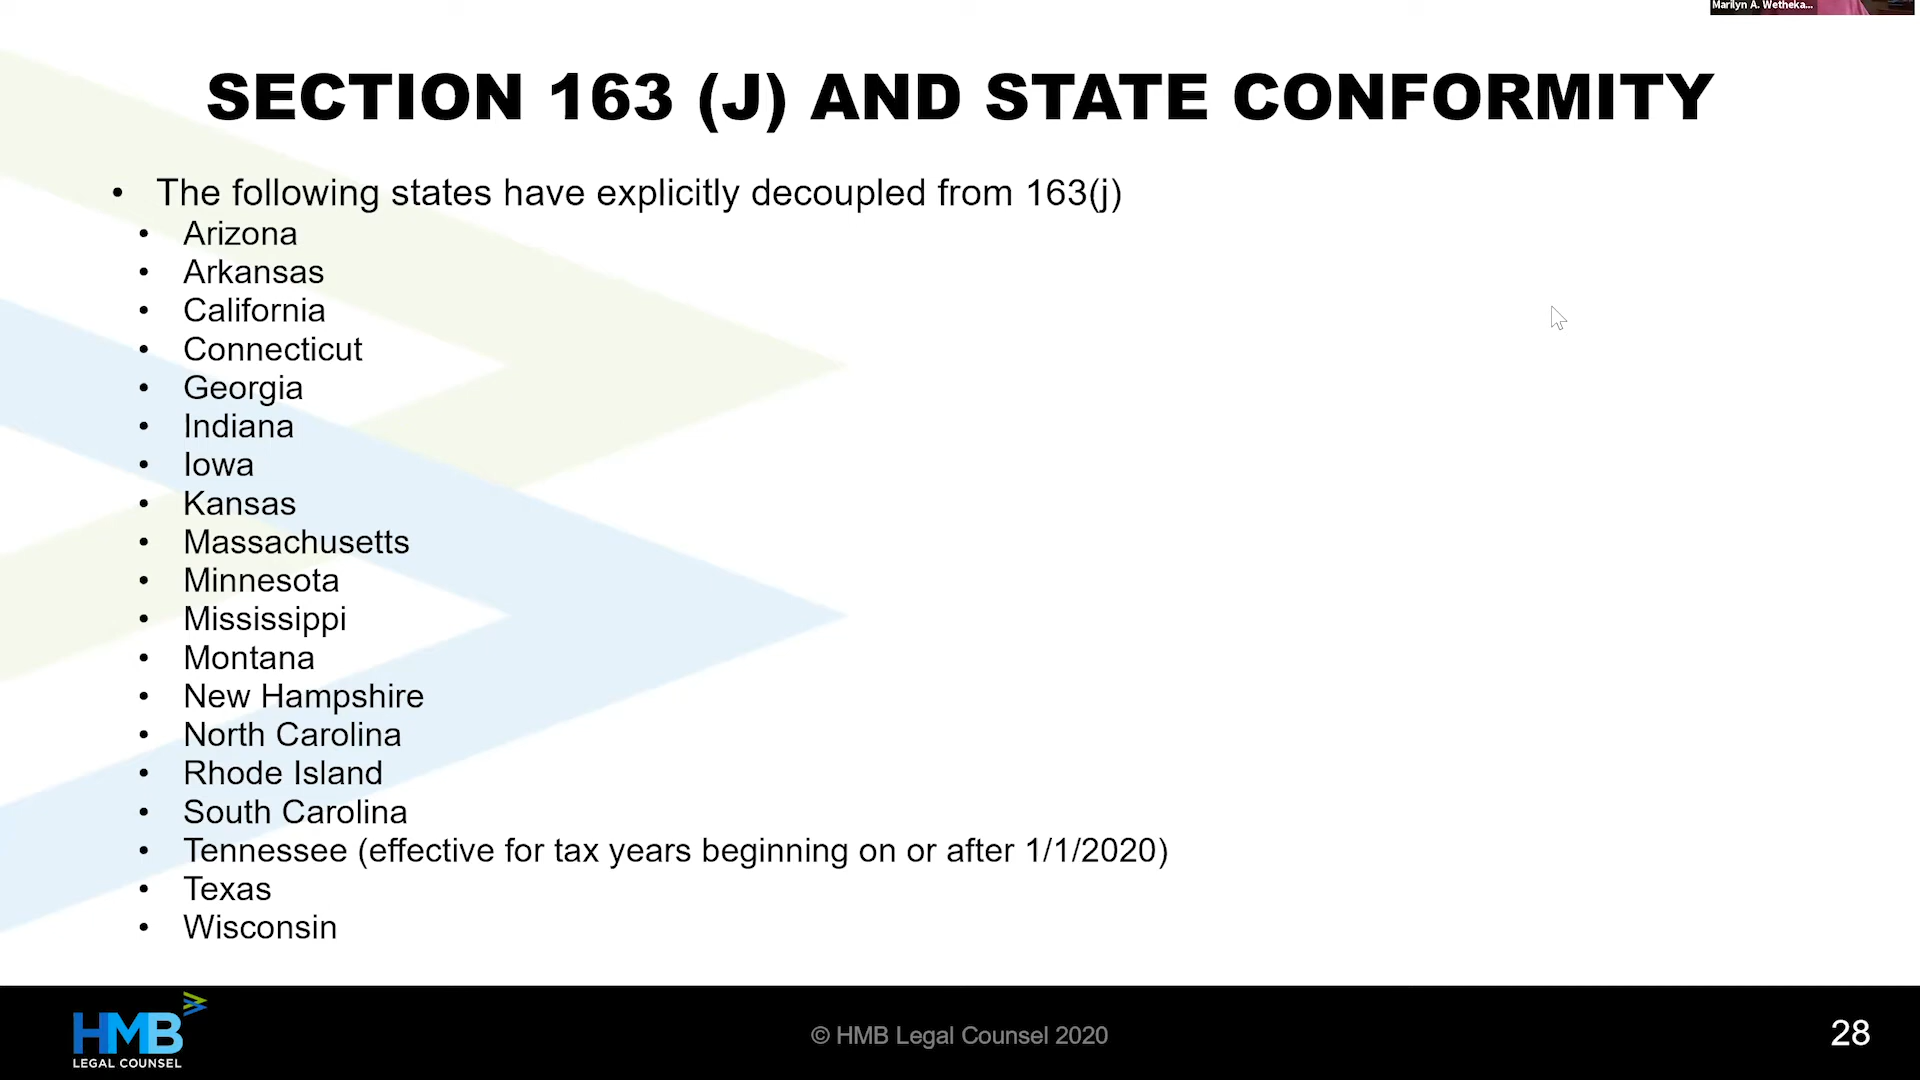 Marilyn A. Wetheka...
SECTION 163 (J) AND STATE CONFORMITY
• The following states have explicitly decoupled from 163(j)
• Arizona
• Arkansas
• California
• Connecticut
• Georgia
• Indiana
• Iowa
• Kansas
• Massachusetts
• Minnesota
• Mississippi
• Montana
• New Hampshire
• North Carolina
• Rhode Island
• South Carolina
• Tennessee (effective for tax years beginning on or after 1/1/2020)
• Texas
• Wisconsin
HMB
LEGAL COUNSEL
© HMB Legal Counsel 2020
28